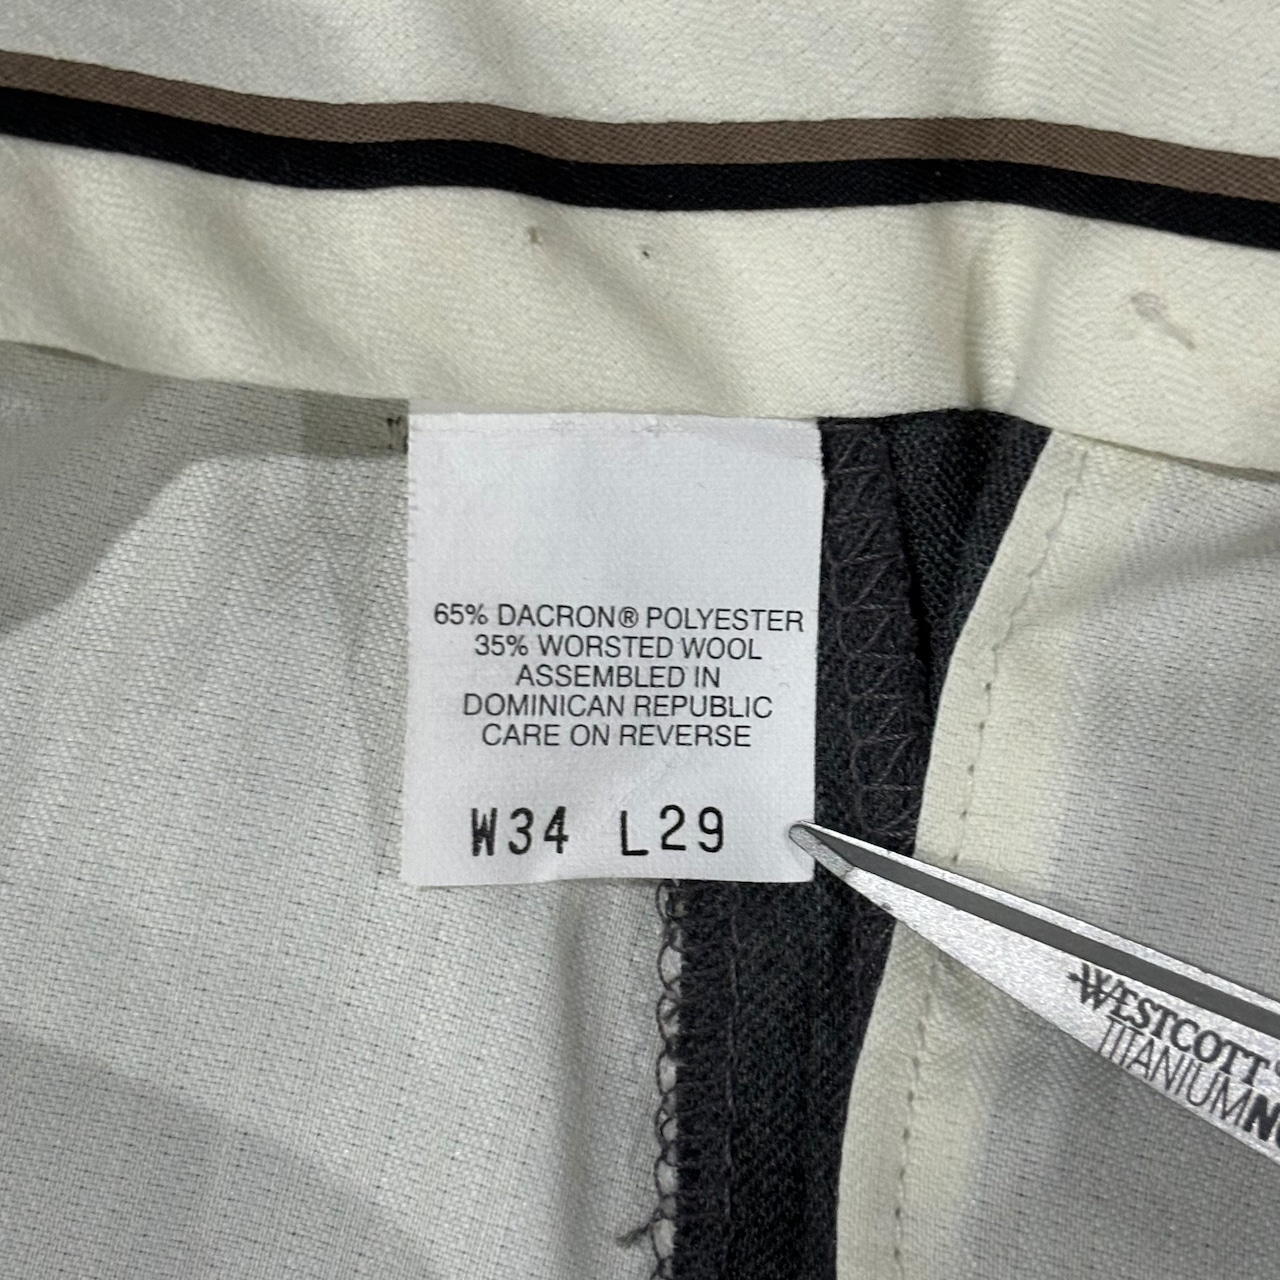 65% DACRON® POLYESTER
35% WORSTED WOOL
ASSEMBLED IN
DOMINICAN REPUBLIC
CARE ON REVERSE
W34 L29
WESTCOTT
TITANIUM